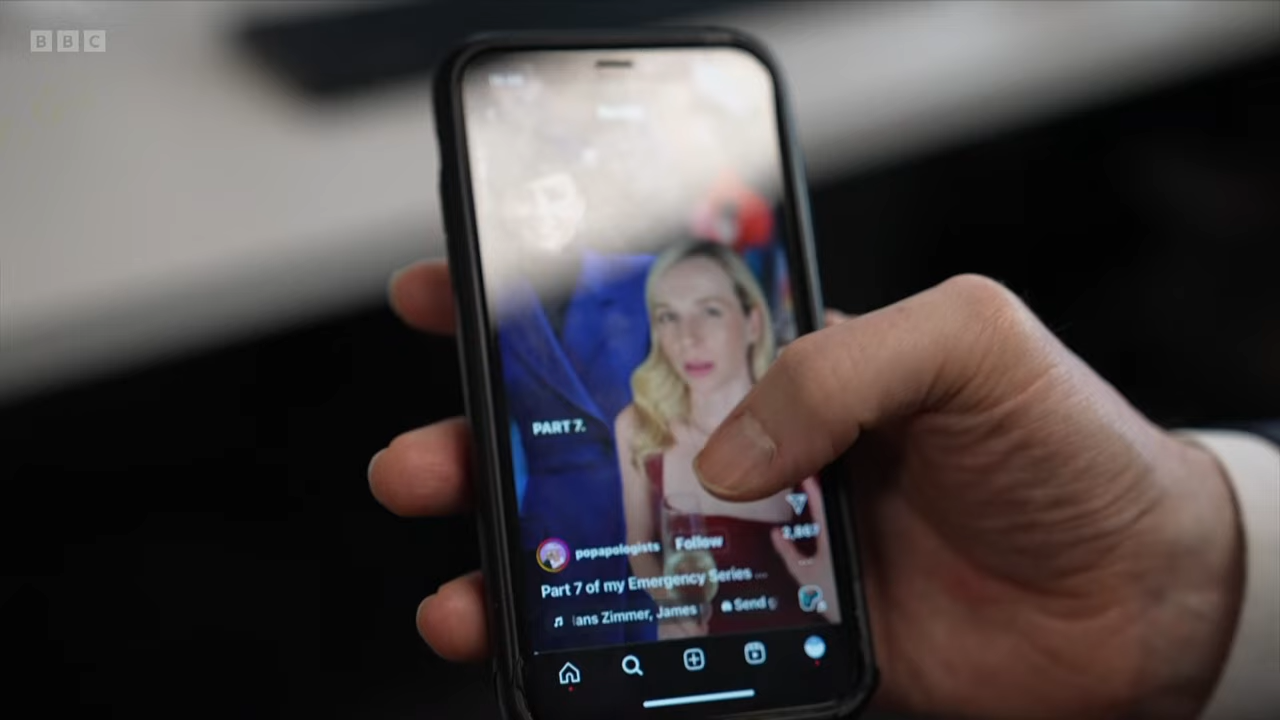 BBC
PART 7.
popapologists Follow
Part 7 of my Emergency Series ...
ans Zimmer, James
Send